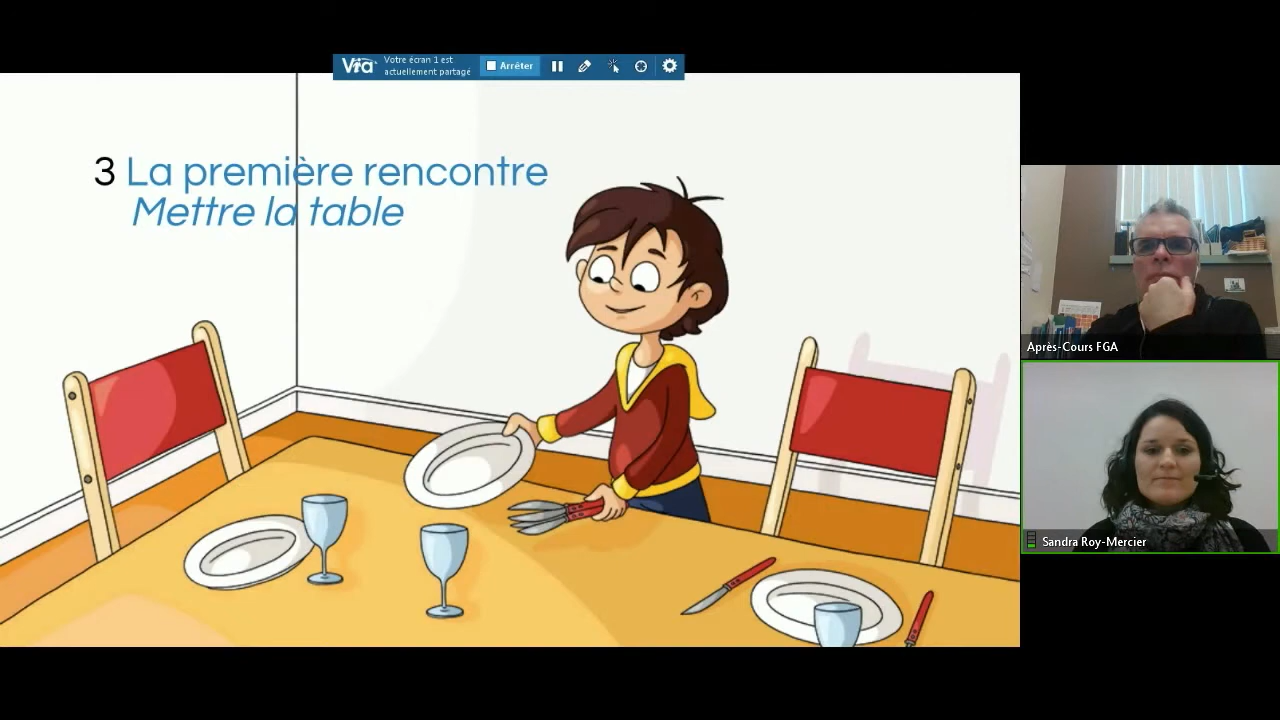 Via
Votre écran 1 est
actuellement partagé
Arrêter
3 La première rencontre
Mettre la table
Après-Cours FGA
Sandra Roy-Mercier